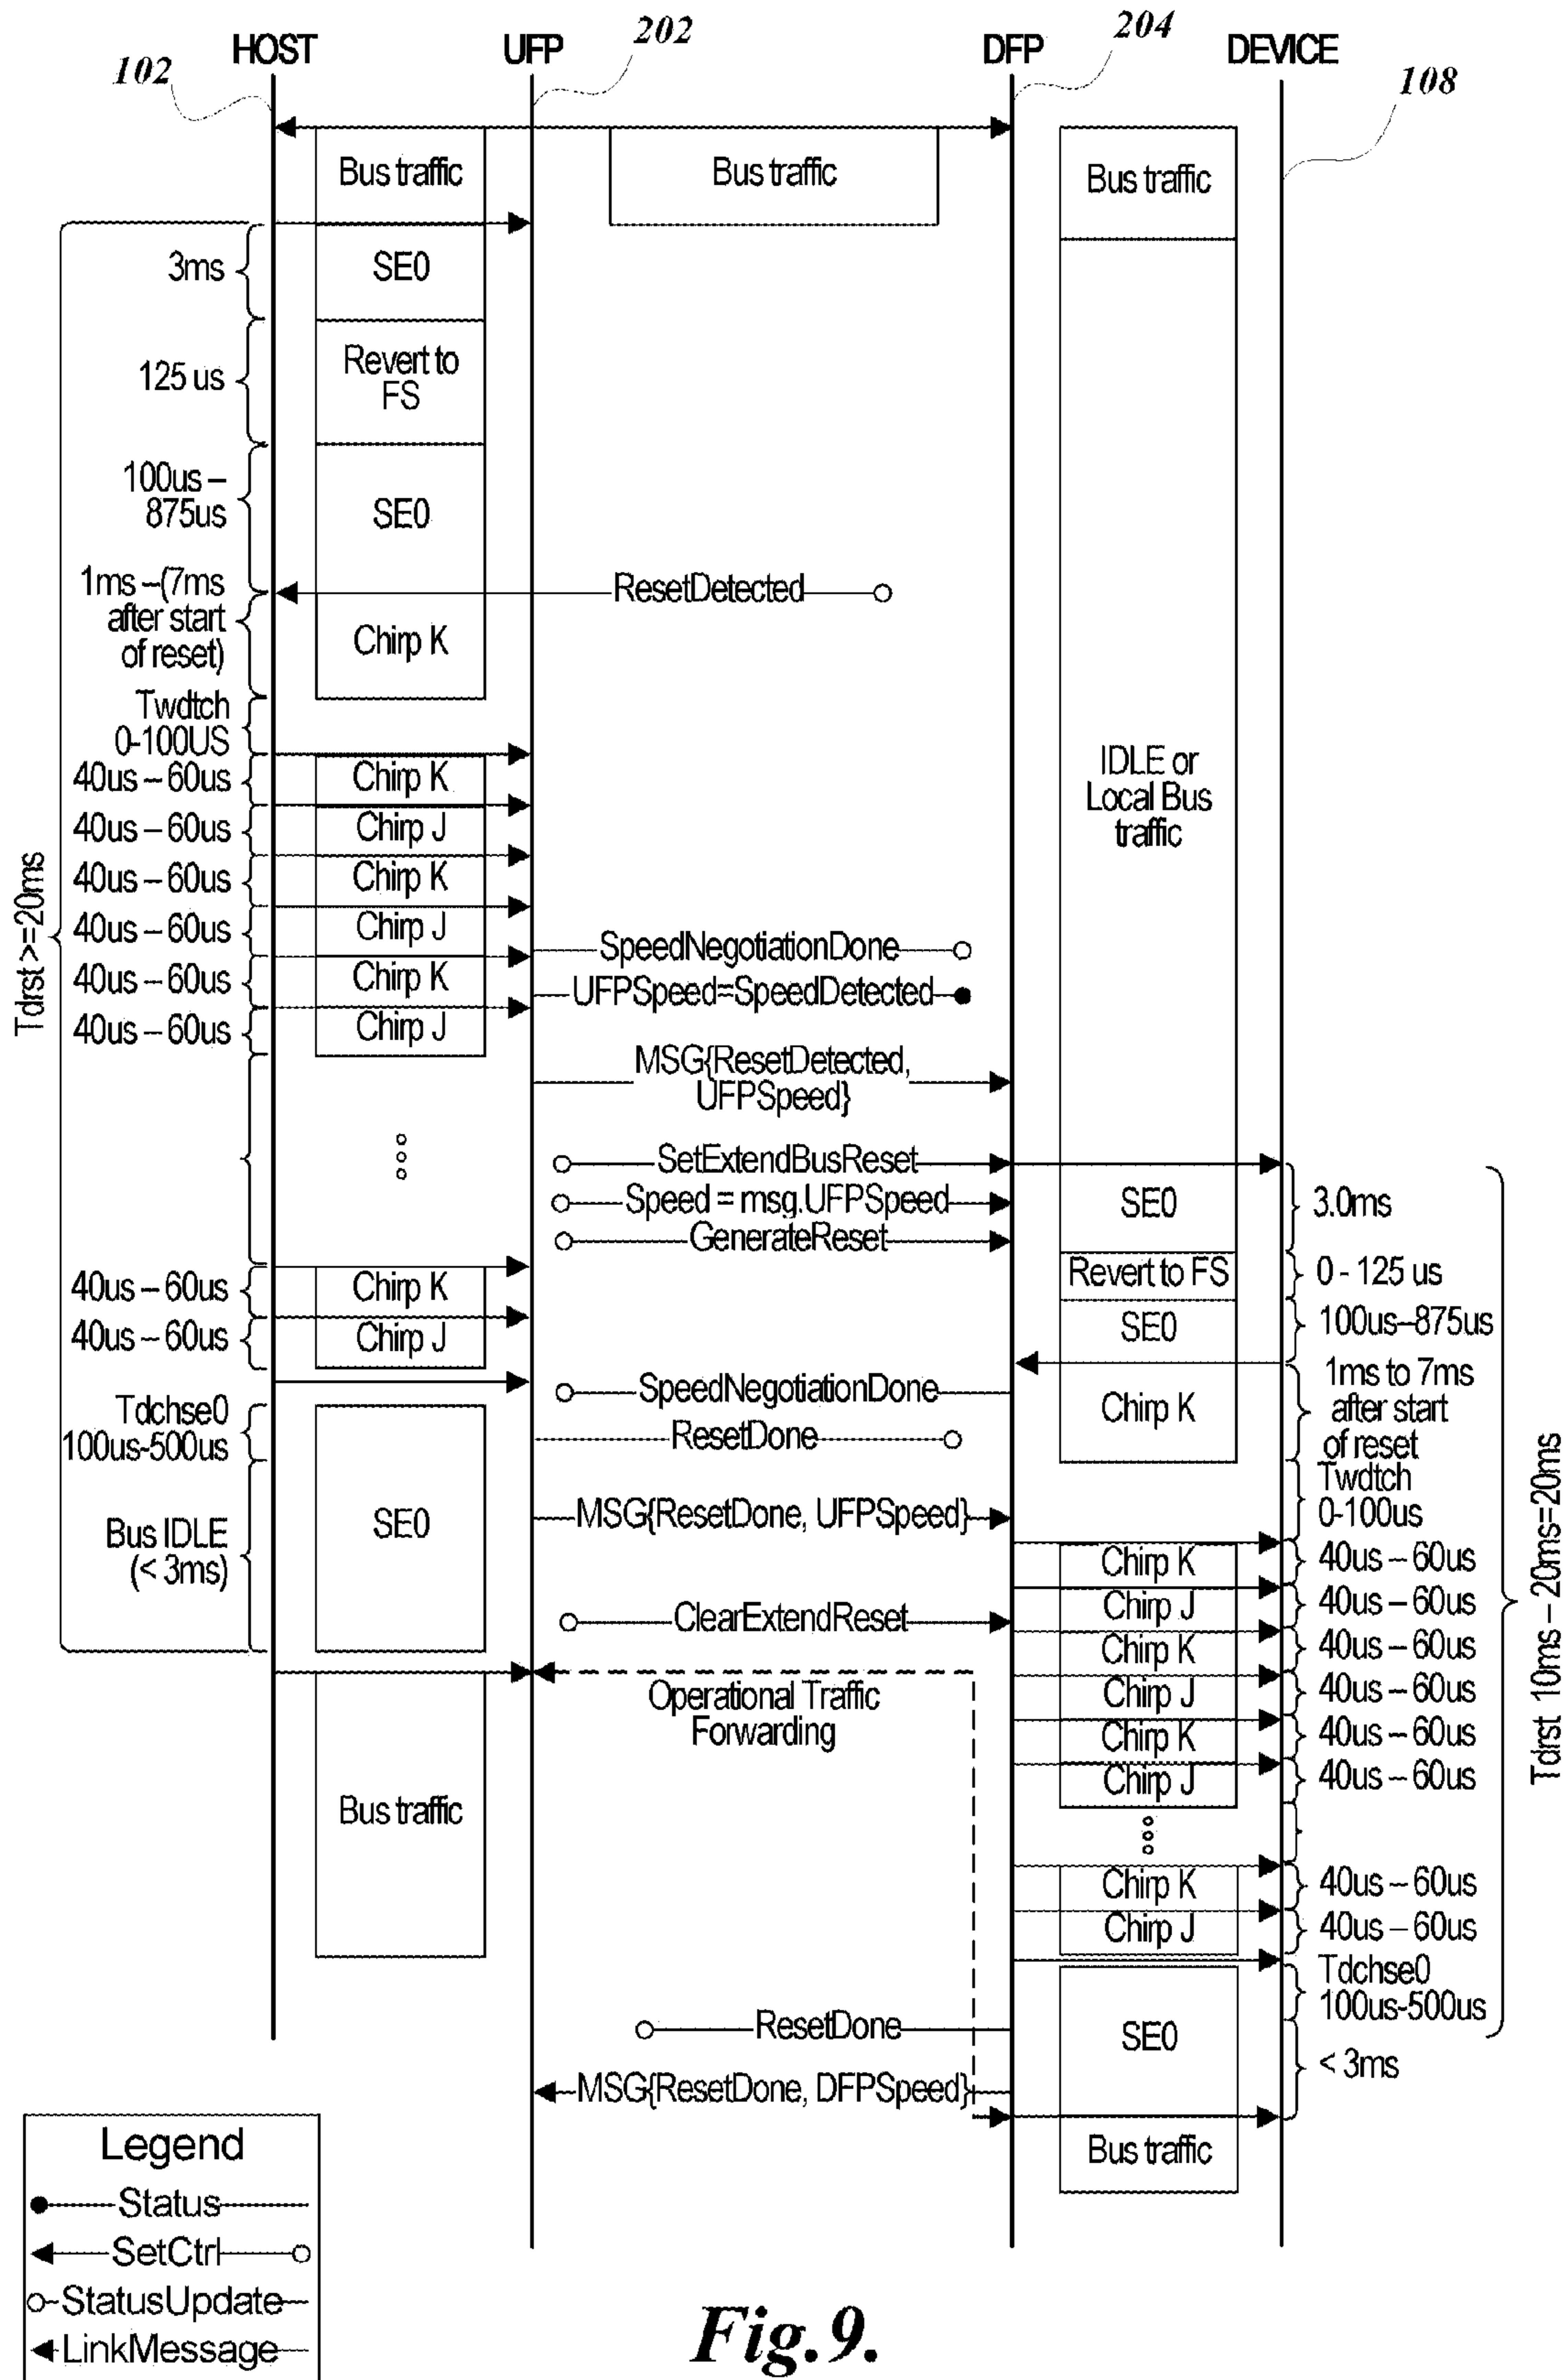 HOST
UFP
202
DFP
204
DEVICE
102
108
Bus traffic
Bus traffic
Bus traffic
3ms
SE0
125 us
Revert to
FS
100us –
875us
SE0
1ms –(7ms
after start
of reset)
ResetDetected
Chirp K
Twdtch
0-100US
40us – 60us
Chirp K
40us – 60us
Chirp J
40us – 60us
Chirp K
40us – 60us
Chirp J
40us – 60us
Chirp K
40us – 60us
Chirp J
Tdrst >=20ms
IDLE or
Local Bus
traffic
SpeedNegotiationDone
UFPSpeed=SpeedDetected
MSG{ResetDetected,
UFPSpeed}
SetExtendBusReset
Speed = msg.UFPSpeed
GenerateReset
SE0
3.0ms
Revert to FS
0 - 125 us
SE0
100us–875us
40us – 60us
Chirp K
40us – 60us
Chirp J
SpeedNegotiationDone
Chirp K
1ms to 7ms
after start
of reset
Tdchse0
100us-500us
ResetDone
Twdtch
0-100us
Bus IDLE
(< 3ms)
SE0
MSG{ResetDone, UFPSpeed}
Chirp K
40us – 60us
Chirp J
40us – 60us
ClearExtendReset
Chirp K
40us – 60us
Chirp J
40us – 60us
Chirp K
40us – 60us
Chirp J
40us – 60us
Tdrst 10ms – 20ms=20ms
Operational Traffic
Forwarding
Bus traffic
Chirp K
40us – 60us
Chirp J
40us – 60us
Tdchse0
100us-500us
ResetDone
SE0
< 3ms
MSG{ResetDone, DFPSpeed}
Bus traffic
Legend
Status
SetCtrl
StatusUpdate
LinkMessage
Fig.9.